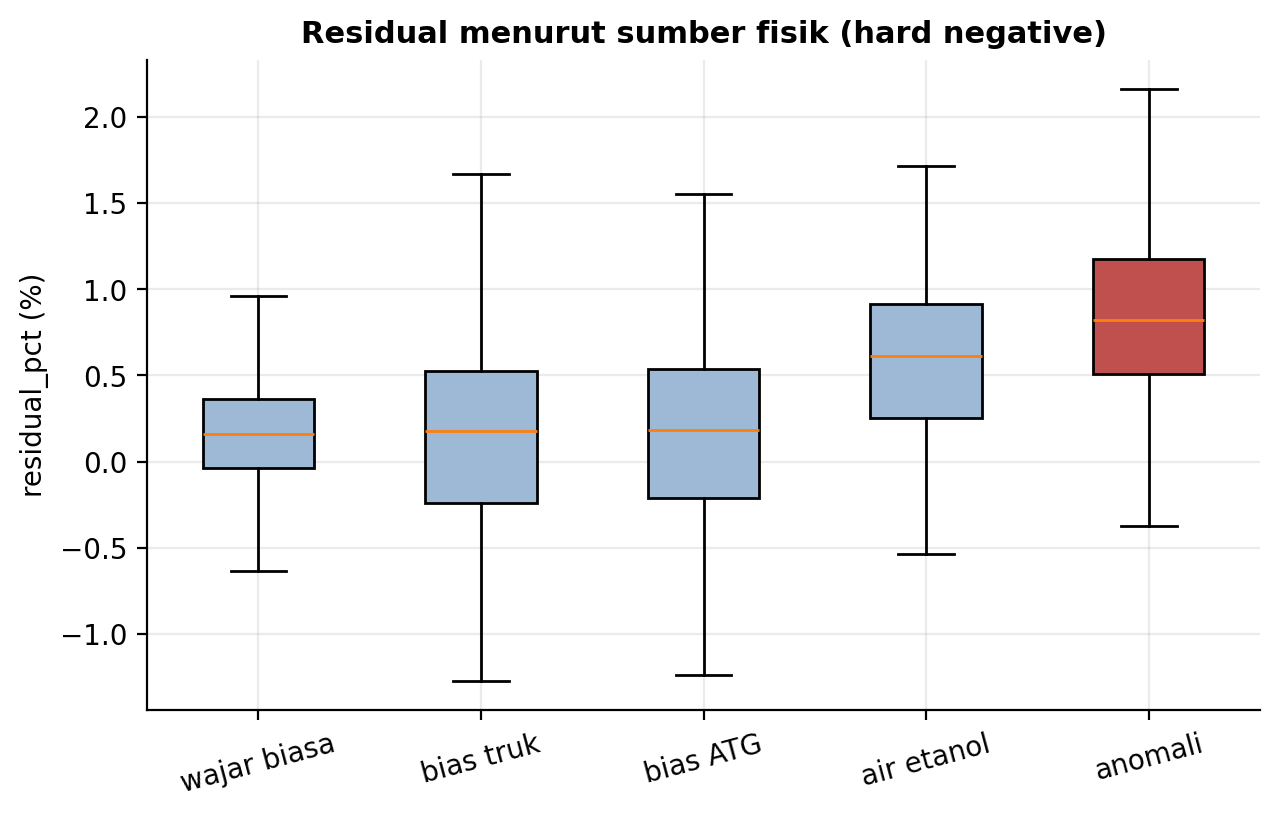 Residual menurut sumber fisik (hard negative)
residual_pct (%)
2.0
1.5
1.0
0.5
0.0
−0.5
−1.0
wajar biasa
bias truk
bias ATG
air etanol
anomali